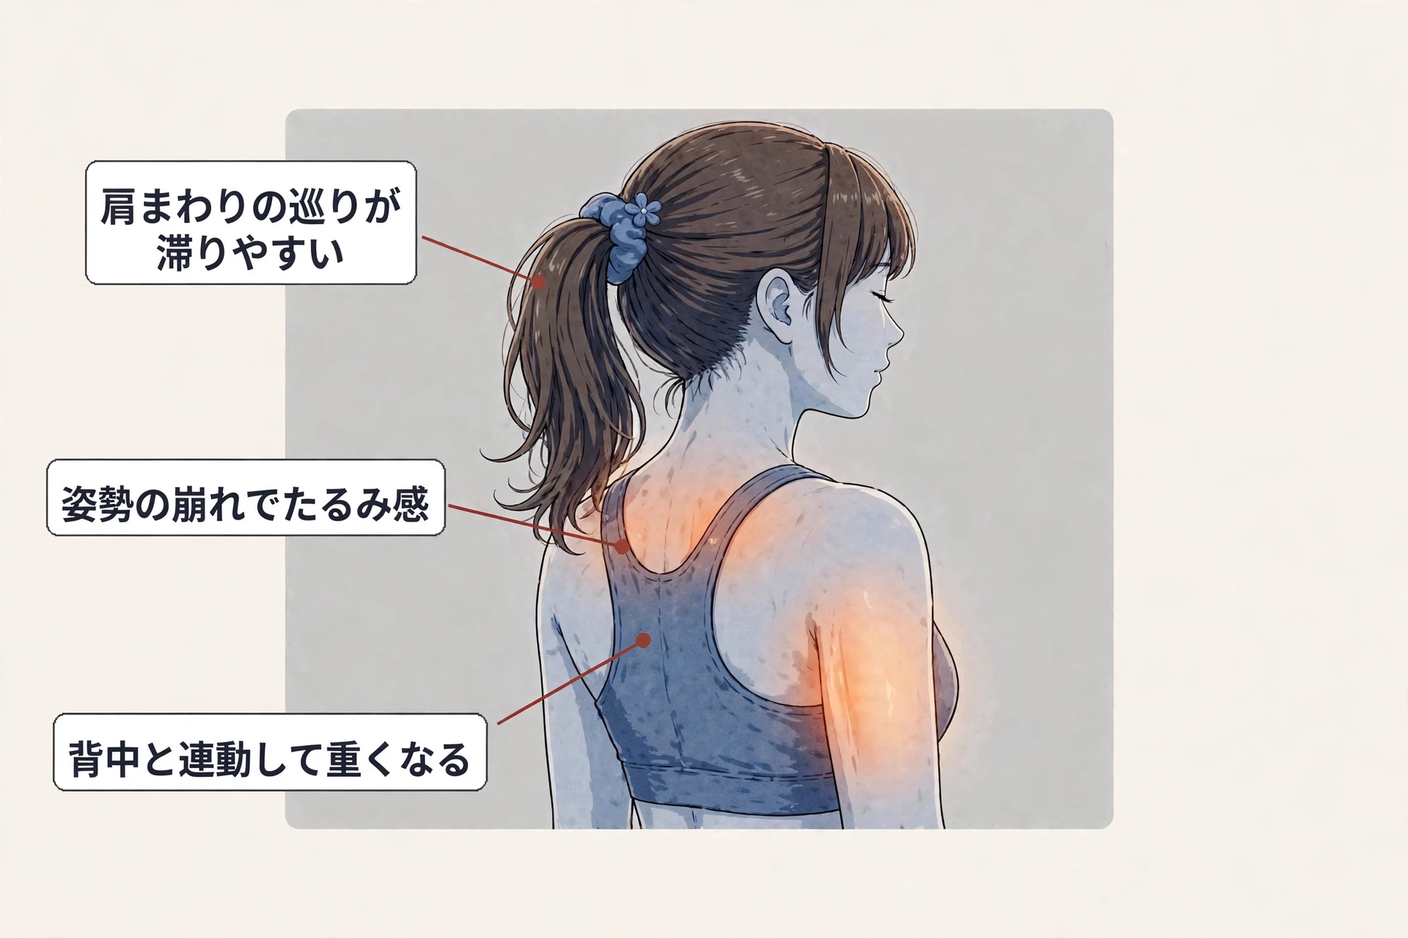 肩まわりの巡りが
滞りやすい
姿勢の崩れでたるみ感
背中と連動して重くなる